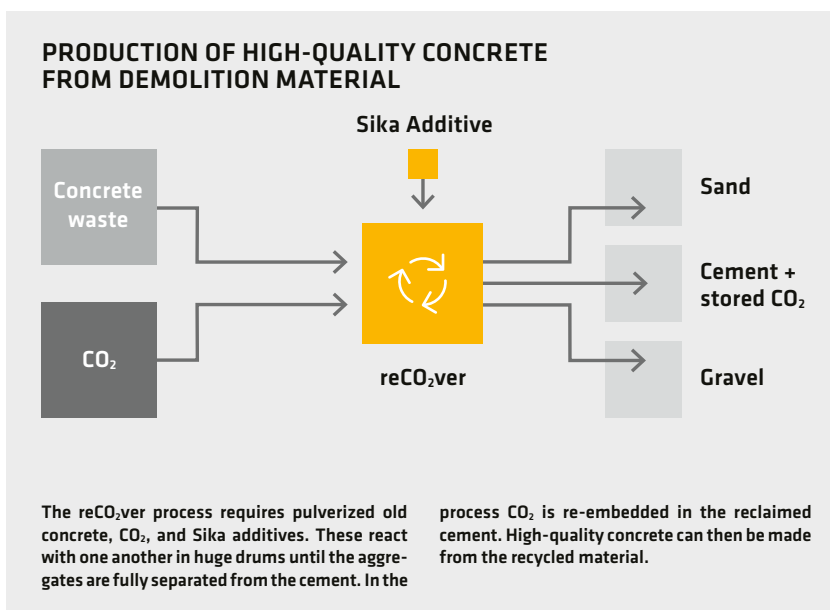 PRODUCTION OF HIGH-QUALITY CONCRETE
FROM DEMOLITION MATERIAL
Sika Additive
Concrete
waste
CO₂
reCO₂ver
Sand
Cement +
stored CO₂
Gravel
The reCO₂ver process requires pulverized old
concrete, CO₂, and Sika additives. These react
with one another in huge drums until the aggre-
gates are fully separated from the cement. In the
process CO₂ is re-embedded in the reclaimed
cement. High-quality concrete can then be made
from the recycled material.